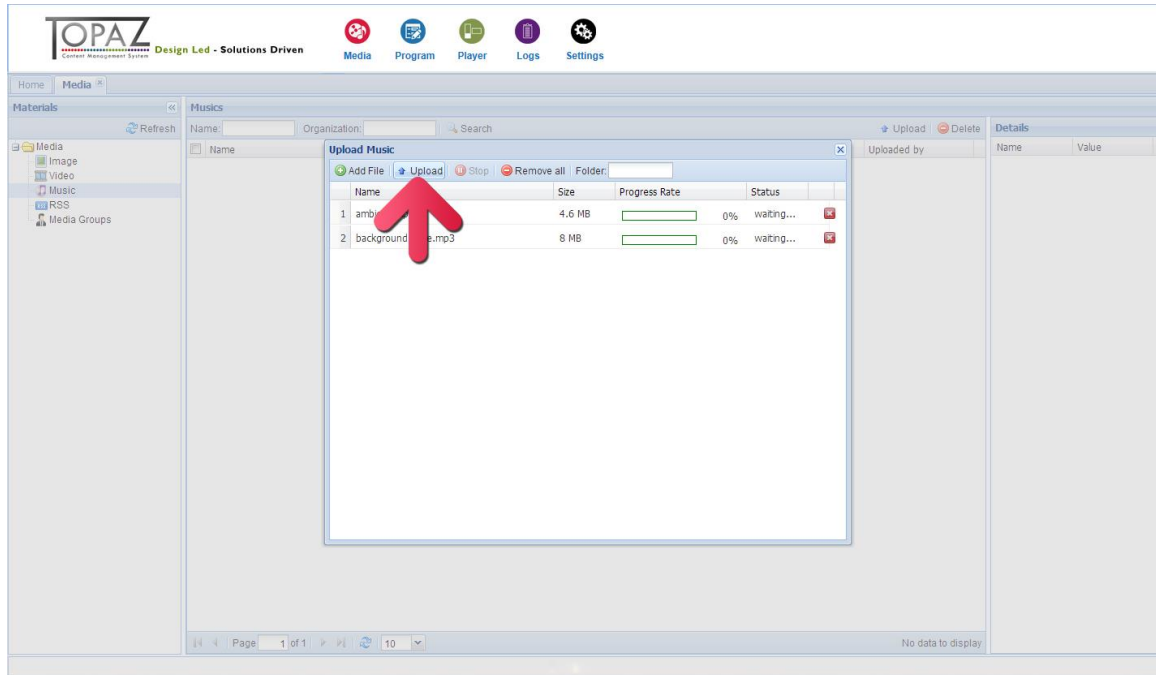 TOPAZ
Content Management System
Design Led - Solutions Driven
Media Program Player Logs Settings
Home Media
Materials
Refresh
Media
Image
Video
Music
RSS
Media Groups
Musics
Name: Organization: Search Upload Delete
Name Uploaded by
Details
Name Value
Upload Music
Add File Upload Stop Remove all Folder:
Name Size Progress Rate Status
1 4.6 MB 0% waiting...
2 background 8 MB 0% waiting...
Page 1 of 1 10 No data to display